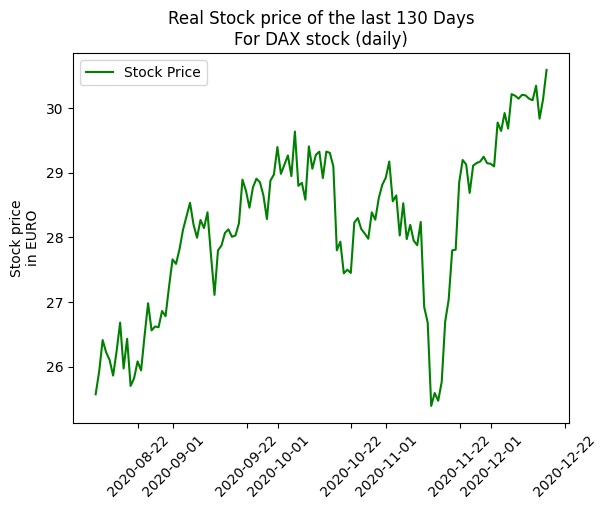 Real Stock price of the last 130 Days
For DAX stock (daily)
Stock Price
Stock price
in EURO
30
29
28
27
26
2020-08-22
2020-09-01
2020-09-22
2020-10-01
2020-10-22
2020-11-01
2020-11-22
2020-12-01
2020-12-22